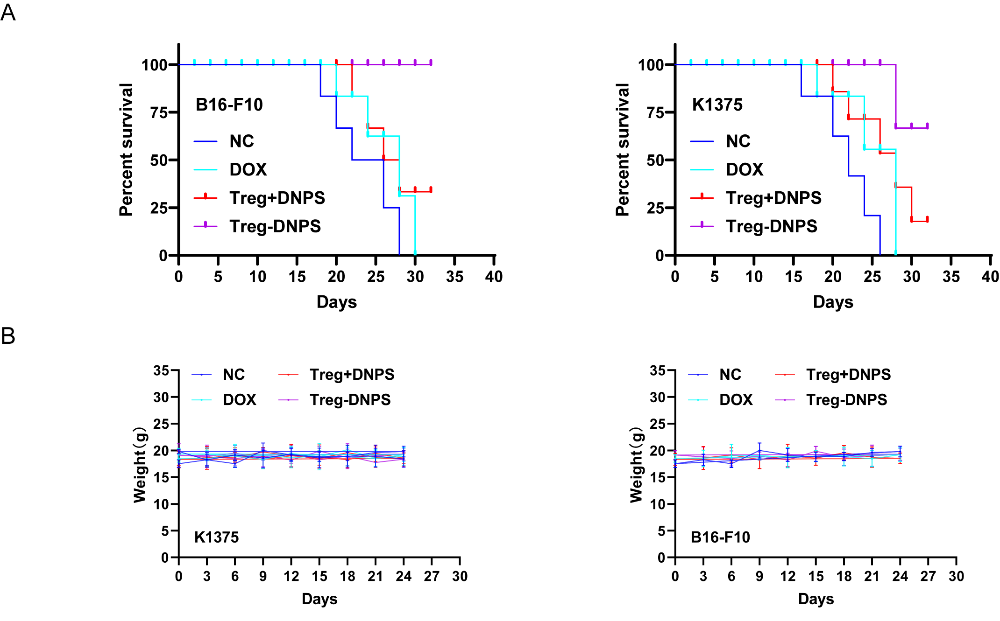 A
Percent survival
100
75
50
25
0
B16-F10
NC
DOX
Treg+DNPS
Treg-DNPS
0 5 10 15 20 25 30 35 40
Days
Percent survival
100
75
50
25
0
K1375
NC
DOX
Treg+DNPS
Treg-DNPS
0 5 10 15 20 25 30 35 40
Days
B
Weight(g)
35
30
25
20
15
10
5
0
NC Treg+DNPS
DOX Treg-DNPS
K1375
0 3 6 9 12 15 18 21 24 27 30
Days
Weight(g)
35
30
25
20
15
10
5
0
NC Treg+DNPS
DOX Treg-DNPS
B16-F10
0 3 6 9 12 15 18 21 24 27 30
Days